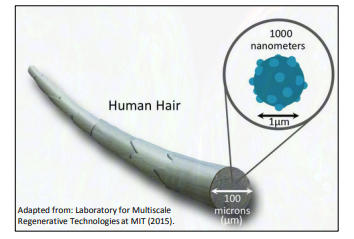 1000
nanometers
1μm
Human Hair
100
microns
(μm)
Adapted from: Laboratory for Multiscale
Regenerative Technologies at MIT (2015).